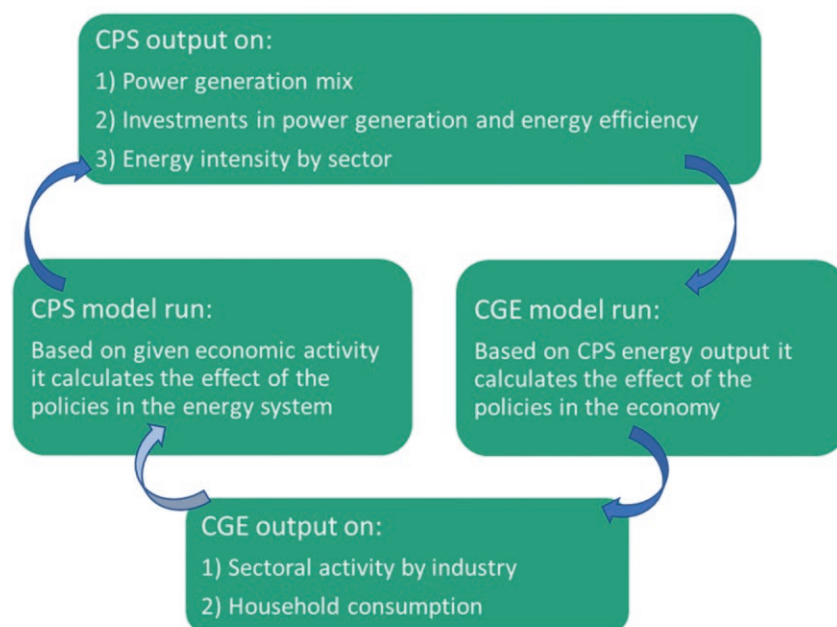 CPS output on:
1) Power generation mix
2) Investments in power generation and energy efficiency
3) Energy intensity by sector
CPS model run:
Based on given economic activity
it calculates the effect of the
policies in the energy system
CGE model run:
Based on CPS energy output it
calculates the effect of the
policies in the economy
CGE output on:
1) Sectoral activity by industry
2) Household consumption